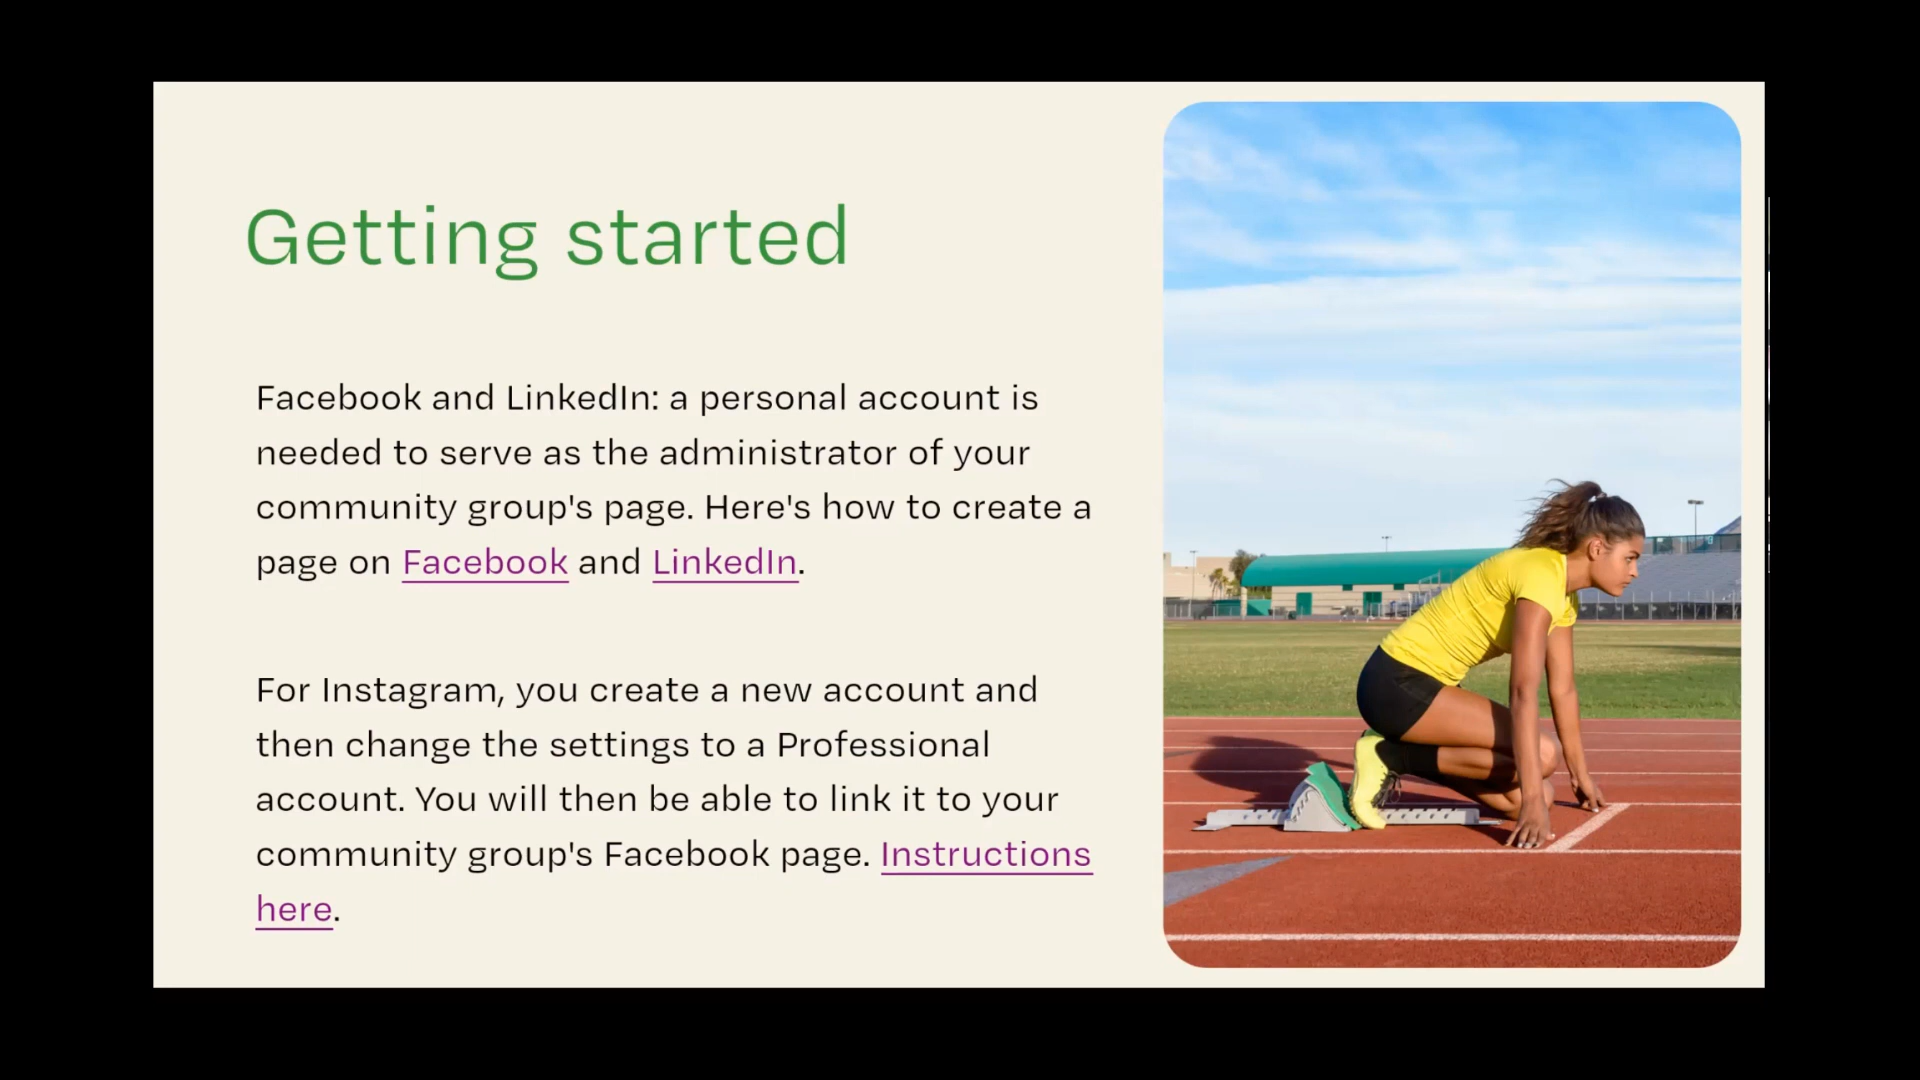 Getting started
Facebook and LinkedIn: a personal account is
needed to serve as the administrator of your
community group's page. Here's how to create a
page on Facebook and LinkedIn.
For Instagram, you create a new account and
then change the settings to a Professional
account. You will then be able to link it to your
community group's Facebook page. Instructions
here.